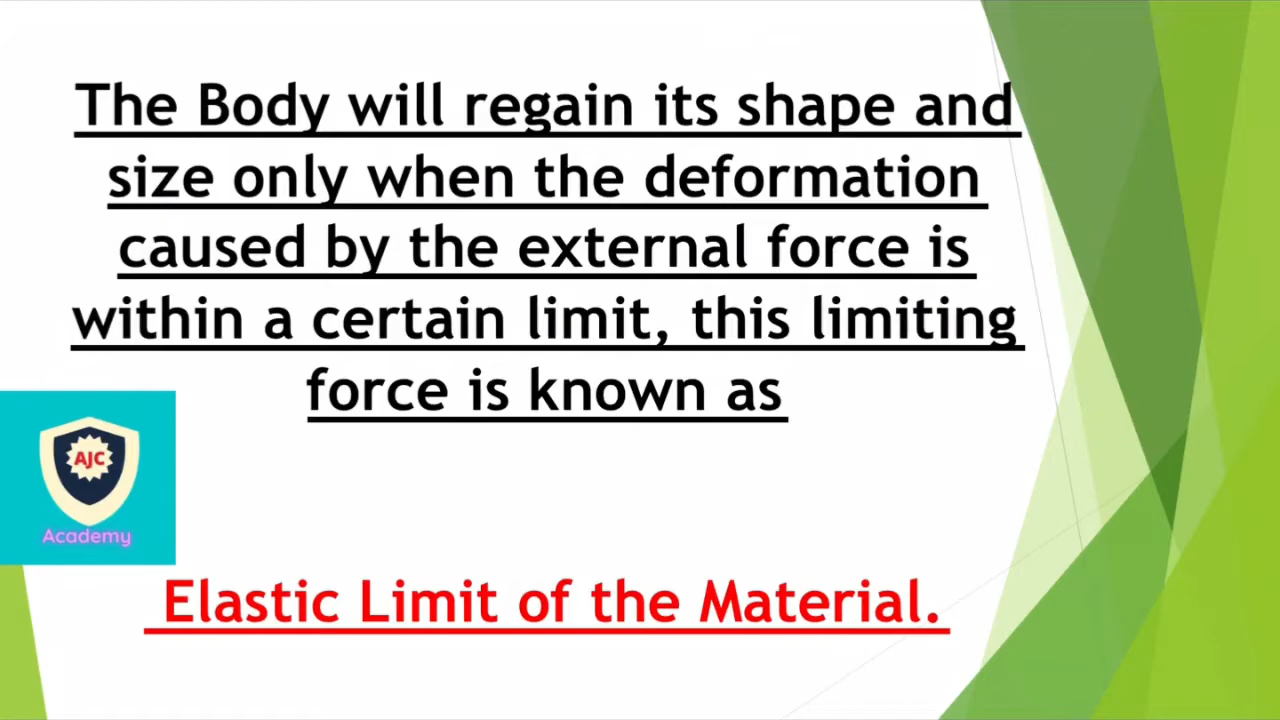 The Body will regain its shape and
size only when the deformation
caused by the external force is
within a certain limit, this limiting
force is known as
AJC
Academy
Elastic Limit of the Material.